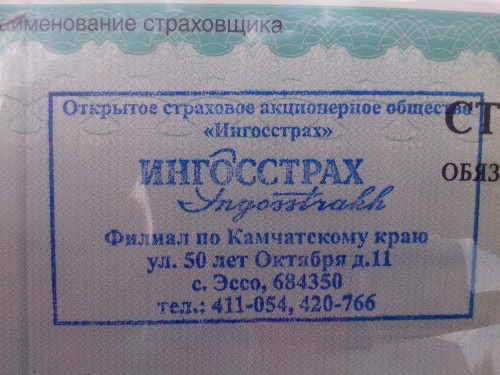 аименование страховщика
Открытое страховое акционерное общество
«Ингосстрах»
СТ
ИНГОССТРАХ
ОБЯЗ
Ingosstrakh
Филиал по Камчатскому краю
ул. 50 лет Октября д.11
с. Эссо, 684350
тел.: 411-054, 420-766